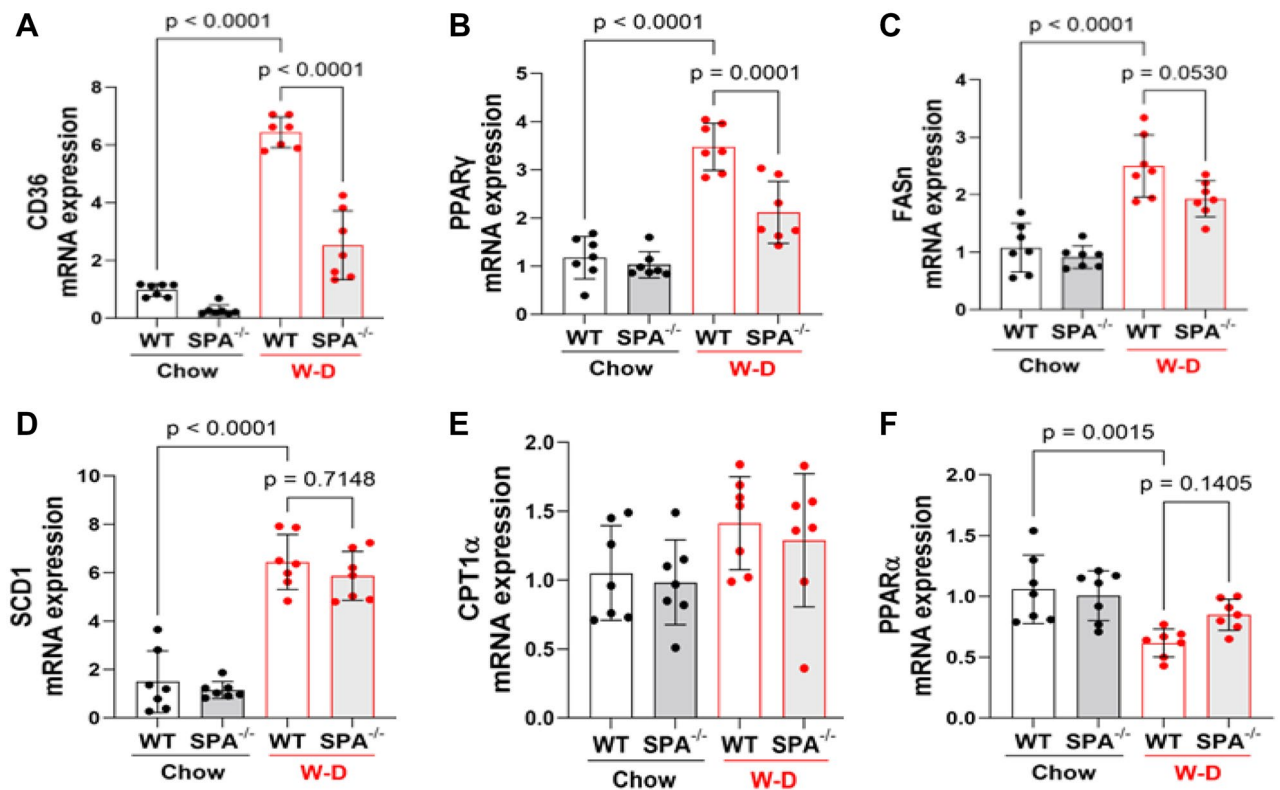 A
p < 0.0001
p < 0.0001
CD36
mRNA expression
8
6
4
2
0
WT SPA-/- WT SPA-/-
Chow W-D
B
p < 0.0001
p = 0.0001
PPARγ
mRNA expression
5
4
3
2
1
0
WT SPA-/- WT SPA-/-
Chow W-D
C
p < 0.0001
p = 0.0530
FASn
mRNA expression
4
3
2
1
0
WT SPA-/- WT SPA-/-
Chow W-D
D
p < 0.0001
p = 0.7148
SCD1
mRNA expression
10
8
6
4
2
0
WT SPA-/- WT SPA-/-
Chow W-D
E
CPT1α
mRNA expression
2.0
1.5
1.0
0.5
0.0
WT SPA-/- WT SPA-/-
Chow W-D
F
p = 0.0015
p = 0.1405
PPARα
mRNA expression
2.0
1.5
1.0
0.5
0.0
WT SPA-/- WT SPA-/-
Chow W-D